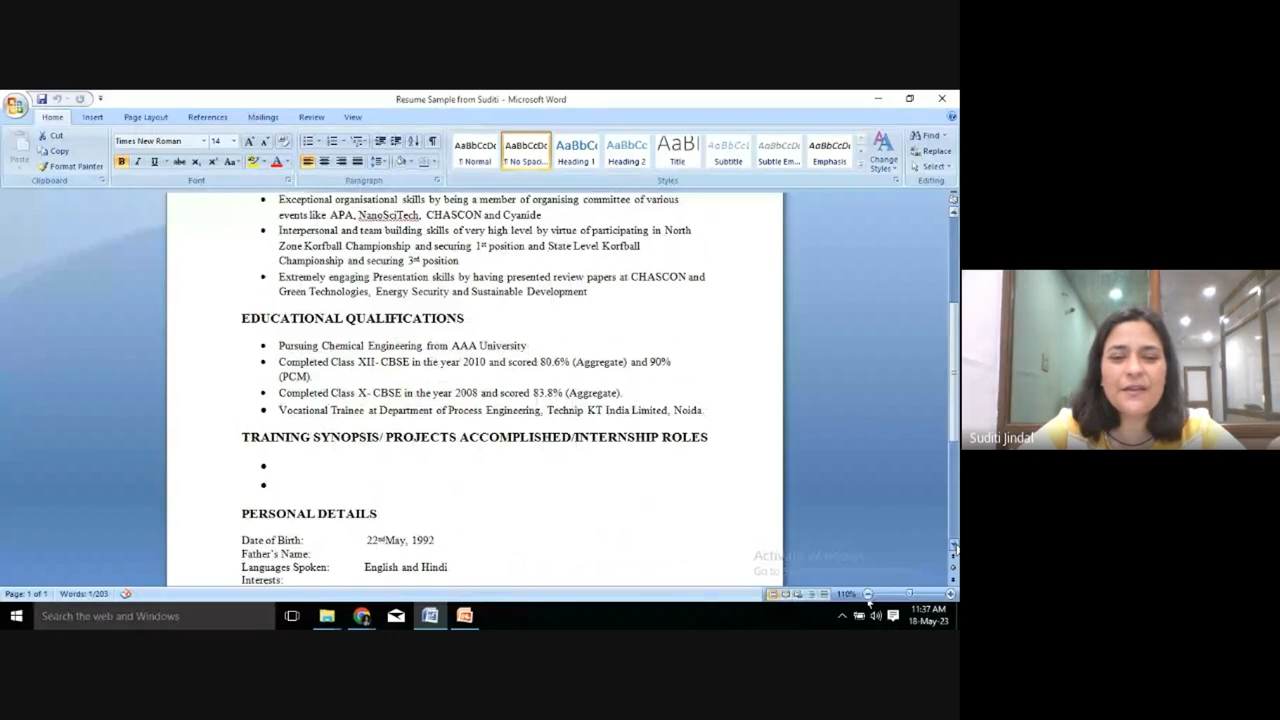 Resume Sample from Suditi - Microsoft Word
Home Insert Page Layout References Mailings Review View
Cut
Copy
Format Painter
Paste
Clipboard
Times New Roman 14
Font
Paragraph
AaBbCcDc AaBbCcDc AaBbCc AaBbCc AaBl AaBbCcL AaBbCcDc AaBbCcDc
¶ Normal ¶ No Spaci... Heading 1 Heading 2 Title Subtitle Subtle Em... Emphasis
Styles
Change Styles
Find
Replace
Select
Editing
• Exceptional organisational skills by being a member of organising committee of various
events like APA, NanoSciTech, CHASCON and Cyanide
• Interpersonal and team building skills of very high level by virtue of participating in North
Zone Korfball Championship and securing 1st position and State Level Korfball
Championship and securing 3rd position
• Extremely engaging Presentation skills by having presented review papers at CHASCON and
Green Technologies, Energy Security and Sustainable Development
EDUCATIONAL QUALIFICATIONS
• Pursuing Chemical Engineering from AAA University
• Completed Class XII- CBSE in the year 2010 and scored 80.6% (Aggregate) and 90%
(PCM).
• Completed Class X- CBSE in the year 2008 and scored 83.8% (Aggregate).
• Vocational Trainee at Department of Process Engineering, Technip KT India Limited, Noida.
TRAINING SYNOPSIS/ PROJECTS ACCOMPLISHED/INTERNSHIP ROLES
•
•
PERSONAL DETAILS
Date of Birth: 22ndMay, 1992
Father's Name:
Languages Spoken: English and Hindi
Interests:
Activate Windows
Go to
Page: 1 of 1 Words: 1/203
110%
Search the web and Windows
11:37 AM
18-May-23
Suditi Jindal